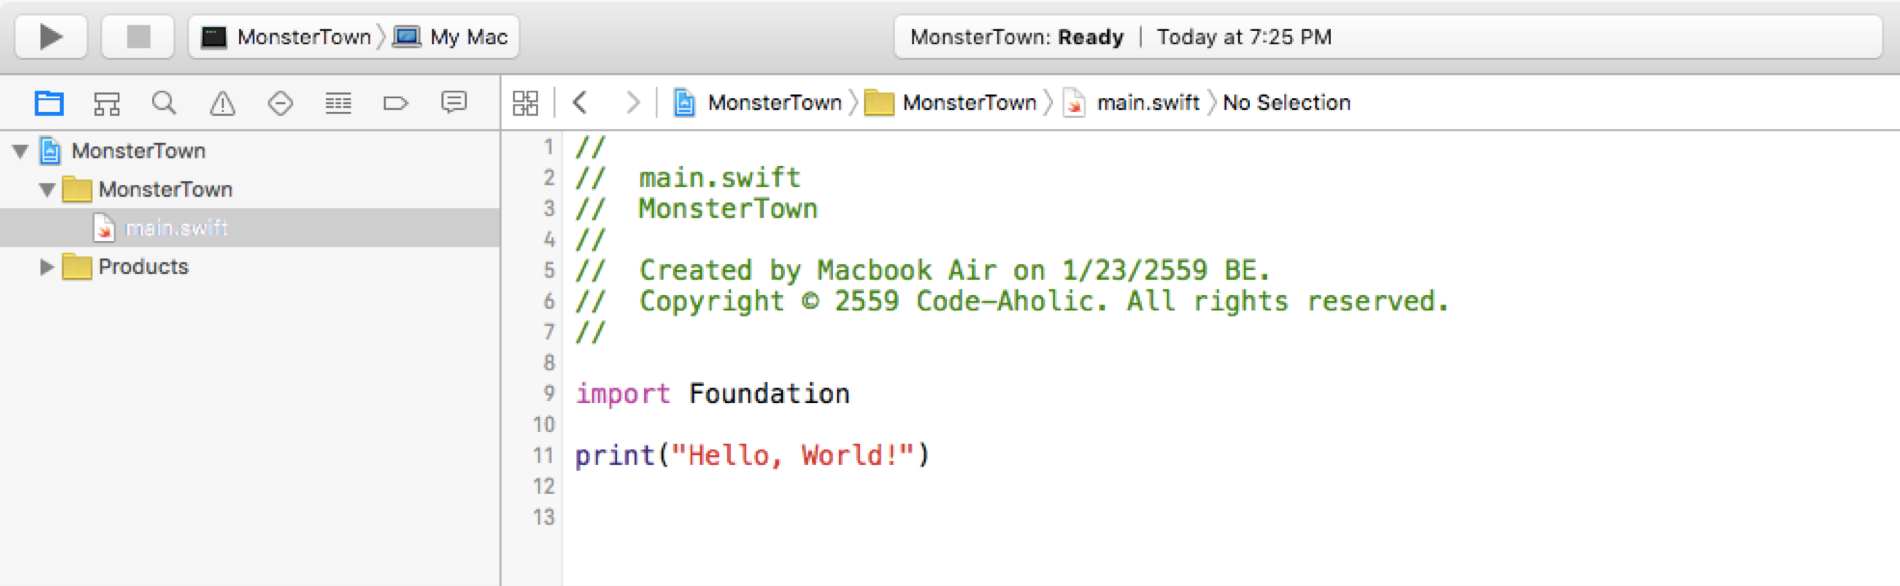 MonsterTown 〉 My Mac
MonsterTown: Ready | Today at 7:25 PM
MonsterTown 〉 MonsterTown 〉 main.swift 〉 No Selection
MonsterTown
MonsterTown
main.swift
Products
1 //
2 //  main.swift
3 //  MonsterTown
4 //
5 //  Created by Macbook Air on 1/23/2559 BE.
6 //  Copyright © 2559 Code-Aholic. All rights reserved.
7 //
8
9 import Foundation
10
11 print("Hello, World!")
12
13